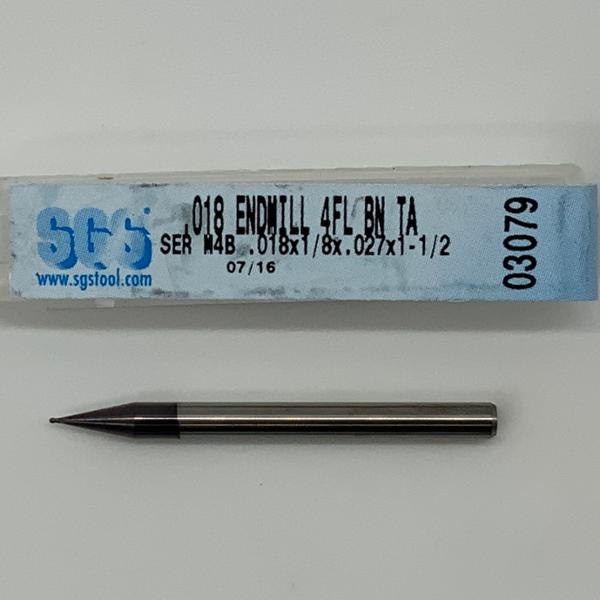 SGS
www.sgstool.com
.018 ENDMILL 4FL BN TA
SER M4B .018x1/8x.027x1-1/2
07/16
03079